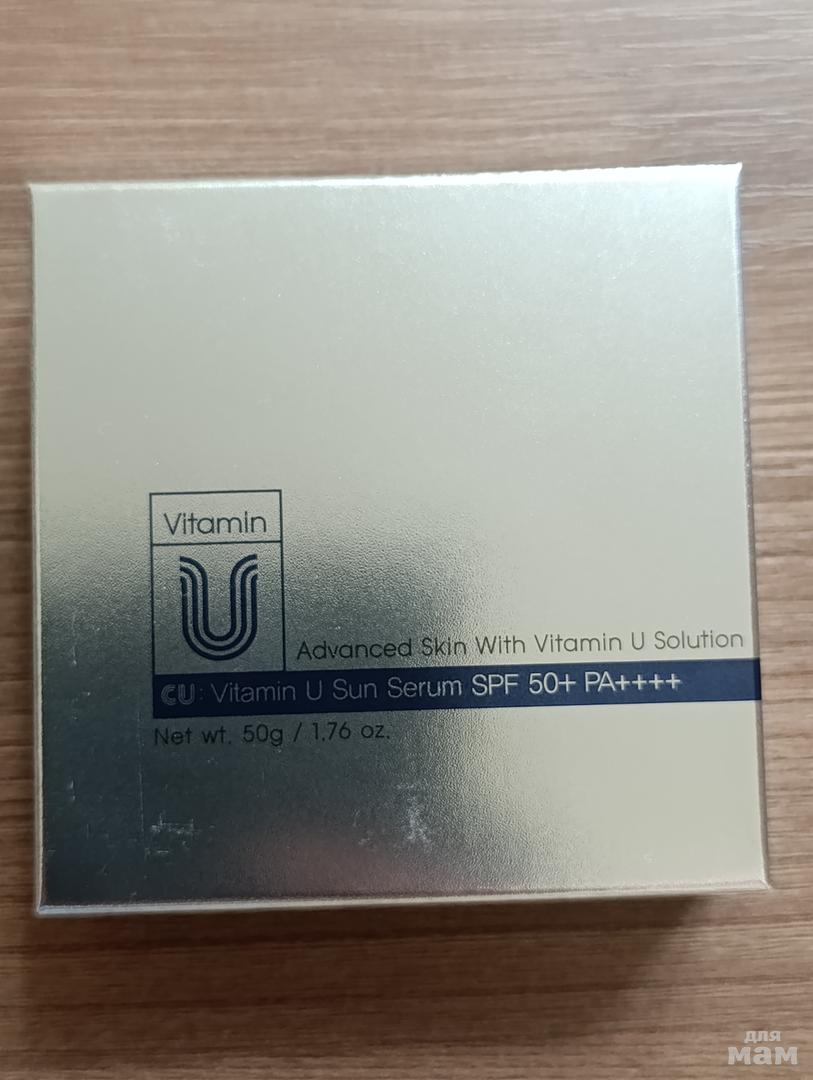 Vitamin
U
Advanced Skin With Vitamin U Solution
CU: Vitamin U Sun Serum SPF 50+ PA++++
Net wt. 50g / 1.76 oz.
для
мам